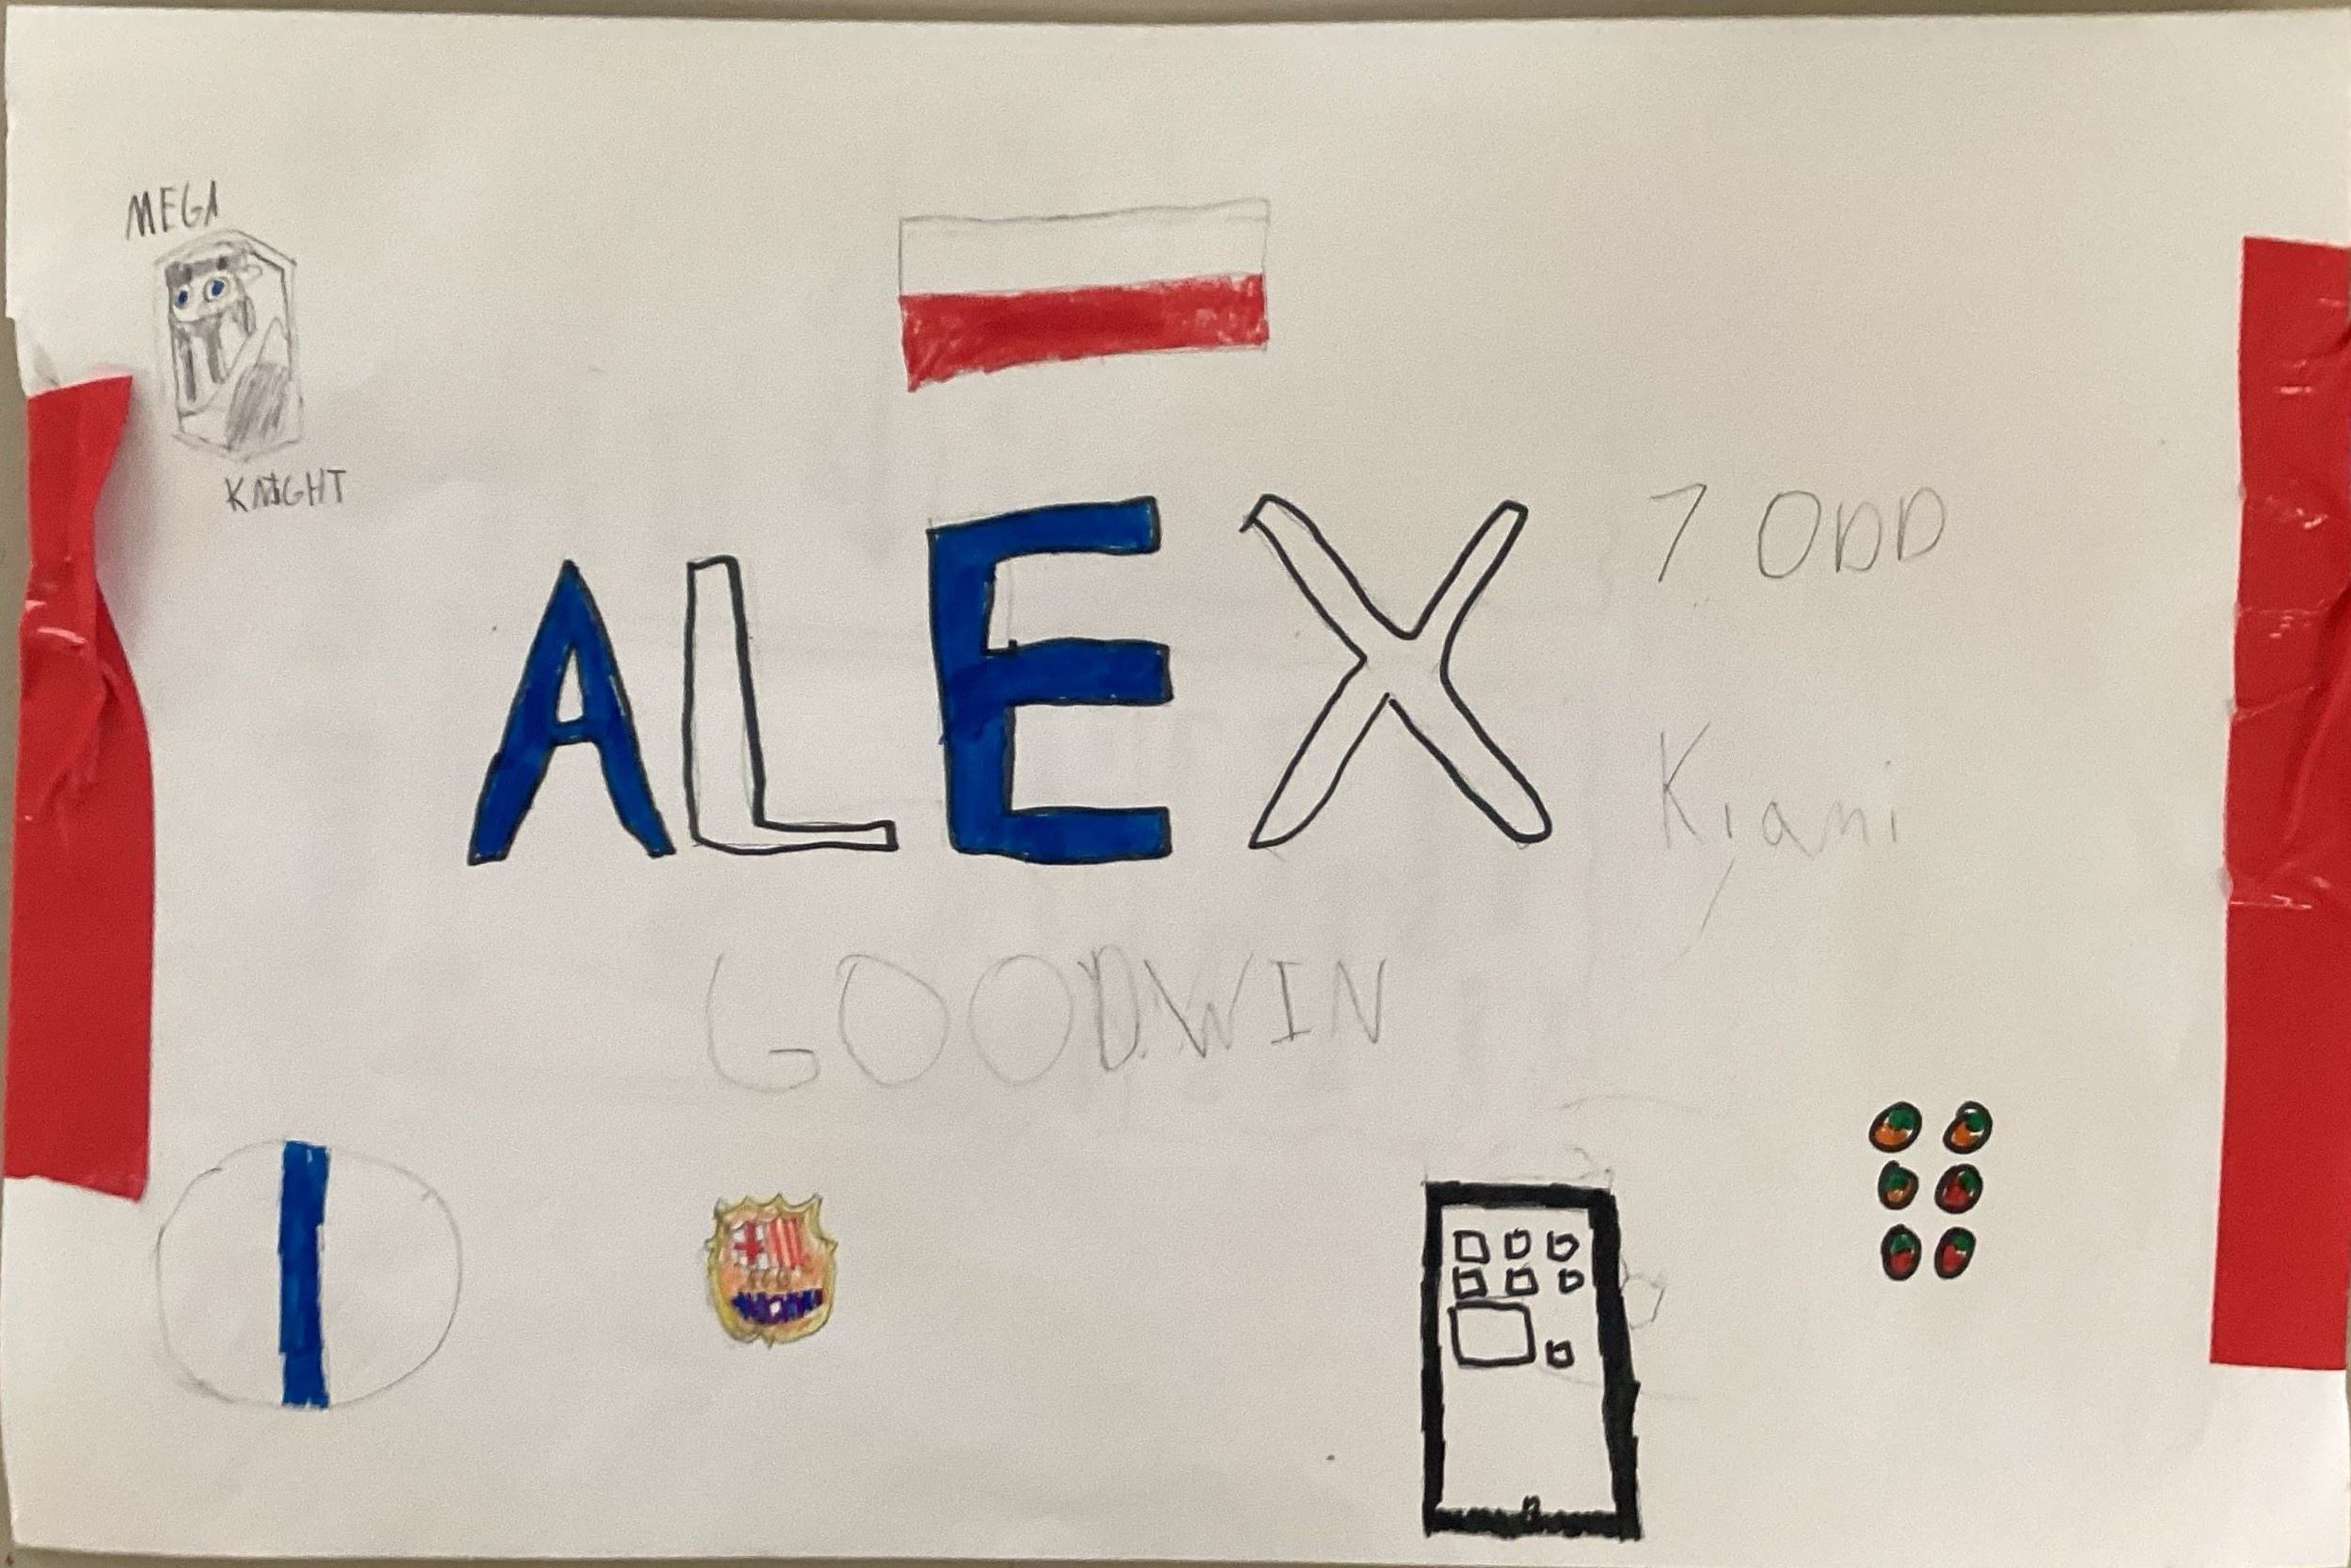 MEGA
KNIGHT
ALEX
7 ODD
Kiani
GOODWIN